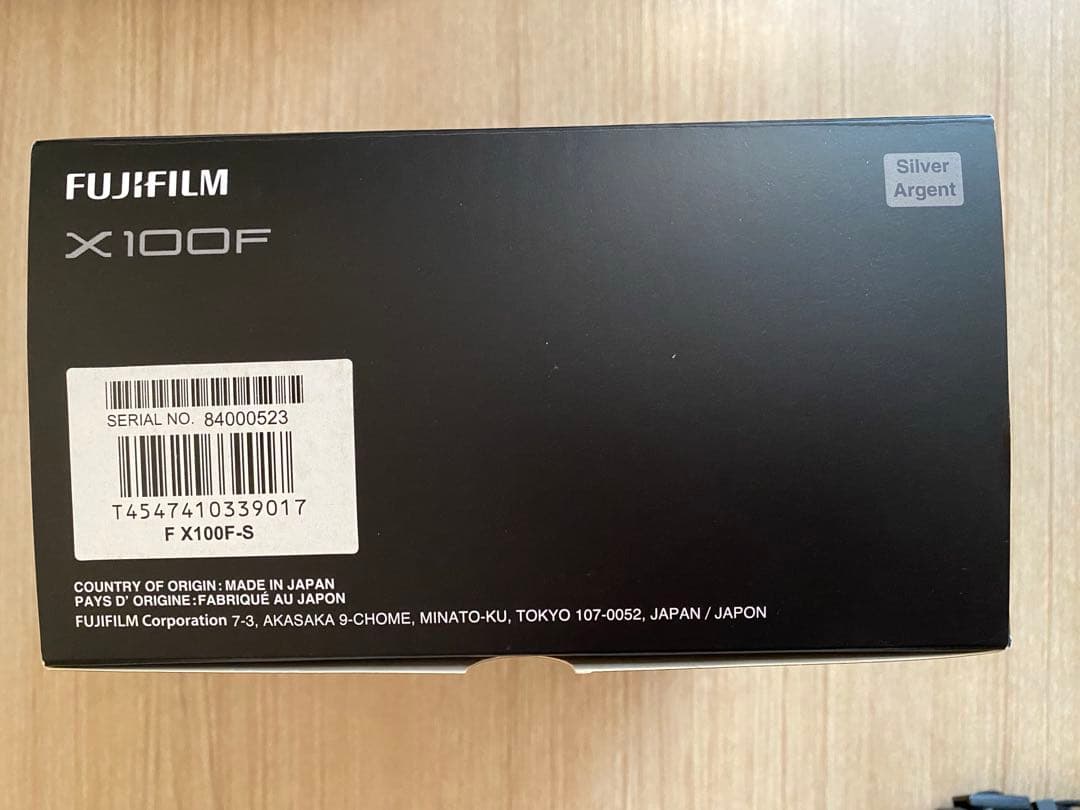 FUJIFILM
X100F
Silver
Argent
SERIAL NO. 84000523
T4547410339017
F X100F-S
COUNTRY OF ORIGIN : MADE IN JAPAN
PAYS D' ORIGINE : FABRIQUÉ AU JAPON
FUJIFILM Corporation 7-3, AKASAKA 9-CHOME, MINATO-KU, TOKYO 107-0052, JAPAN / JAPON